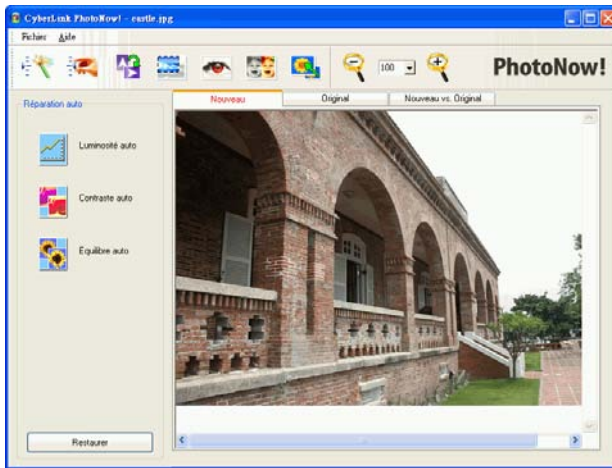 CyberLink PhotoNow! - castle.jpg
Fichier Aide
100
PhotoNow!
Réparation auto
Nouveau Original Nouveau vs. Original
Luminosité auto
Contraste auto
Equilibre auto
Restaurer